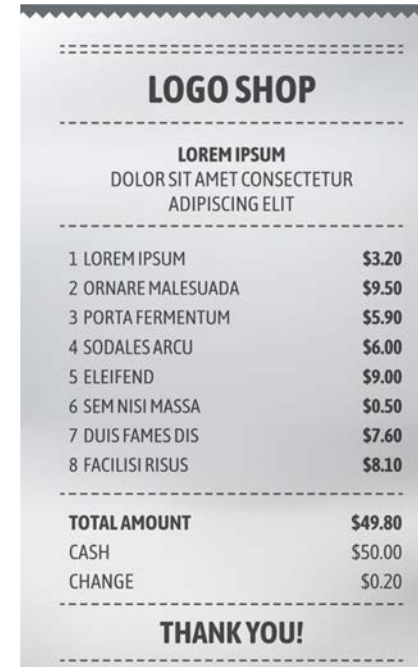 LOGO SHOP
LOREM IPSUM
DOLOR SIT AMET CONSECTETUR
ADIPISCING ELIT
1 LOREM IPSUM $3.20
2 ORNARE MALESUADA $9.50
3 PORTA FERMENTUM $5.90
4 SODALES ARCU $6.00
5 ELEIFEND $9.00
6 SEM NISI MASSA $0.50
7 DUIS FAMES DIS $7.60
8 FACILISI RISUS $8.10
TOTAL AMOUNT $49.80
CASH $50.00
CHANGE $0.20
THANK YOU!